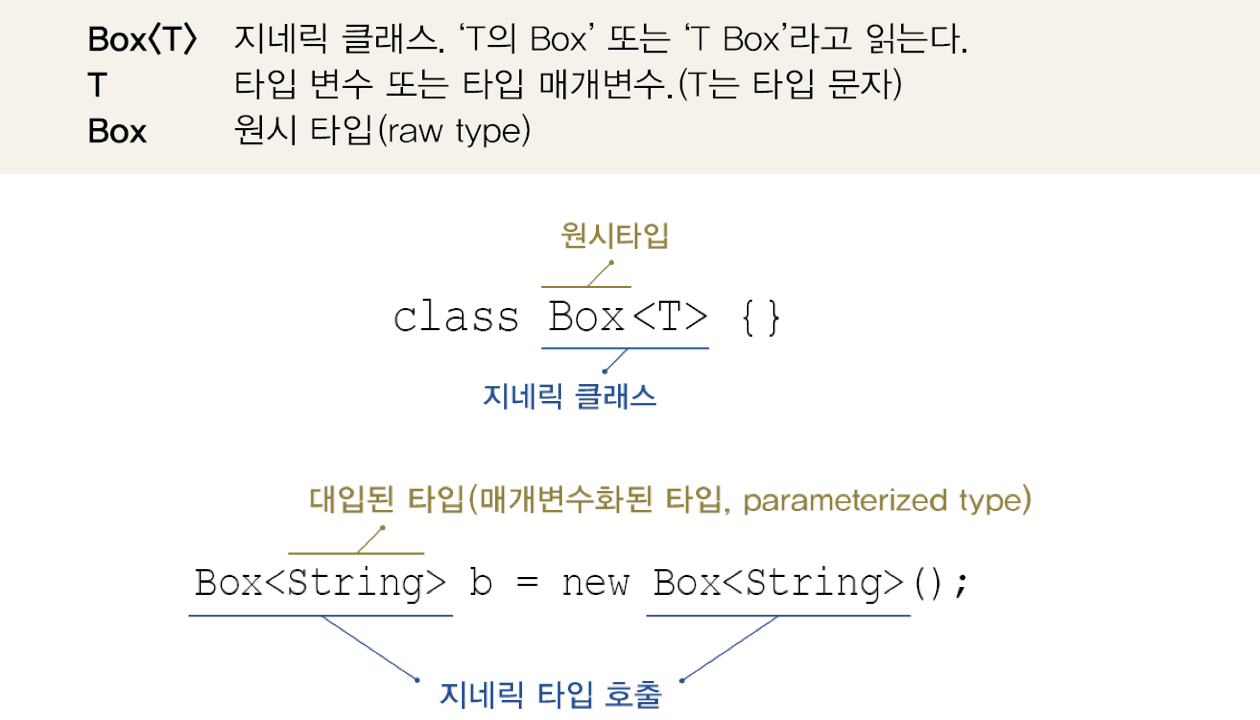 Box〈T〉 지네릭 클래스. ‘T의 Box’ 또는 ‘T Box’라고 읽는다.
T 타입 변수 또는 타입 매개변수.(T는 타입 문자)
Box 원시 타입(raw type)
원시타입
class Box<T> {}
지네릭 클래스
대입된 타입(매개변수화된 타입, parameterized type)
Box<String> b = new Box<String>();
지네릭 타입 호출